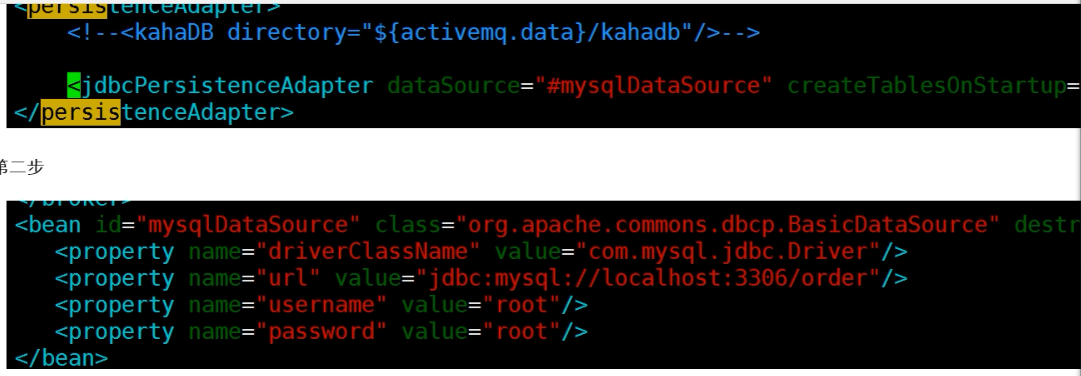 <persistenceAdapter>
<!--<kahaDB directory="${activemq.data}/kahadb"/>-->
<jdbcPersistenceAdapter dataSource="#mysqlDataSource" createTablesOnStartup=
</persistenceAdapter>
第二步
</broker>
<bean id="mysqlDataSource" class="org.apache.commons.dbcp.BasicDataSource" destr
<property name="driverClassName" value="com.mysql.jdbc.Driver"/>
<property name="url" value="jdbc:mysql://localhost:3306/order"/>
<property name="username" value="root"/>
<property name="password" value="root"/>
</bean>